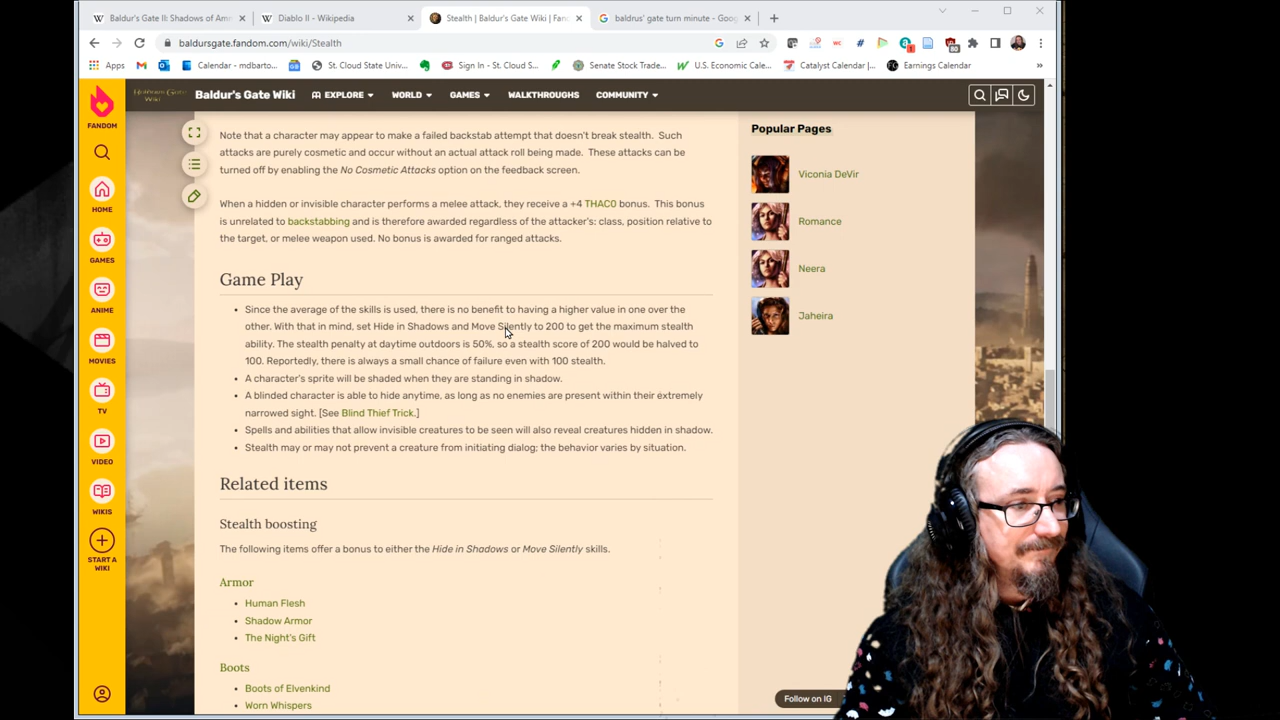 Baldur's Gate II: Shadows of Amn
Diablo II - Wikipedia
Stealth | Baldur's Gate Wiki | Fan
baldrus' gate turn minute - Goog
baldursgate.fandom.com/wiki/Stealth
Apps
Calendar - mdbarto...
St. Cloud State Univ...
Sign In - St. Cloud S...
Senate Stock Trade...
U.S. Economic Cale...
Catalyst Calendar |...
Earnings Calendar
FANDOM
HOME
GAMES
ANIME
MOVIES
TV
VIDEO
WIKIS
START A
WIKI
Baldur's Gate Wiki
EXPLORE
WORLD
GAMES
WALKTHROUGHS
COMMUNITY
Note that a character may appear to make a failed backstab attempt that doesn't break stealth. Such
attacks are purely cosmetic and occur without an actual attack roll being made. These attacks can be
turned off by enabling the No Cosmetic Attacks option on the feedback screen.
When a hidden or invisible character performs a melee attack, they receive a +4 THAC0 bonus. This bonus
is unrelated to backstabbing and is therefore awarded regardless of the attacker's: class, position relative to
the target, or melee weapon used. No bonus is awarded for ranged attacks.
Game Play
Since the average of the skills is used, there is no benefit to having a higher value in one over the
other. With that in mind, set Hide in Shadows and Move Silently to 200 to get the maximum stealth
ability. The stealth penalty at daytime outdoors is 50%, so a stealth score of 200 would be halved to
100. Reportedly, there is always a small chance of failure even with 100 stealth.
A character's sprite will be shaded when they are standing in shadow.
A blinded character is able to hide anytime, as long as no enemies are present within their extremely
narrowed sight. [See Blind Thief Trick.]
Spells and abilities that allow invisible creatures to be seen will also reveal creatures hidden in shadow.
Stealth may or may not prevent a creature from initiating dialog; the behavior varies by situation.
Related items
Stealth boosting
The following items offer a bonus to either the Hide in Shadows or Move Silently skills.
Armor
Human Flesh
Shadow Armor
The Night's Gift
Boots
Boots of Elvenkind
Worn Whispers
Popular Pages
Viconia DeVir
Romance
Neera
Jaheira
Follow on IG